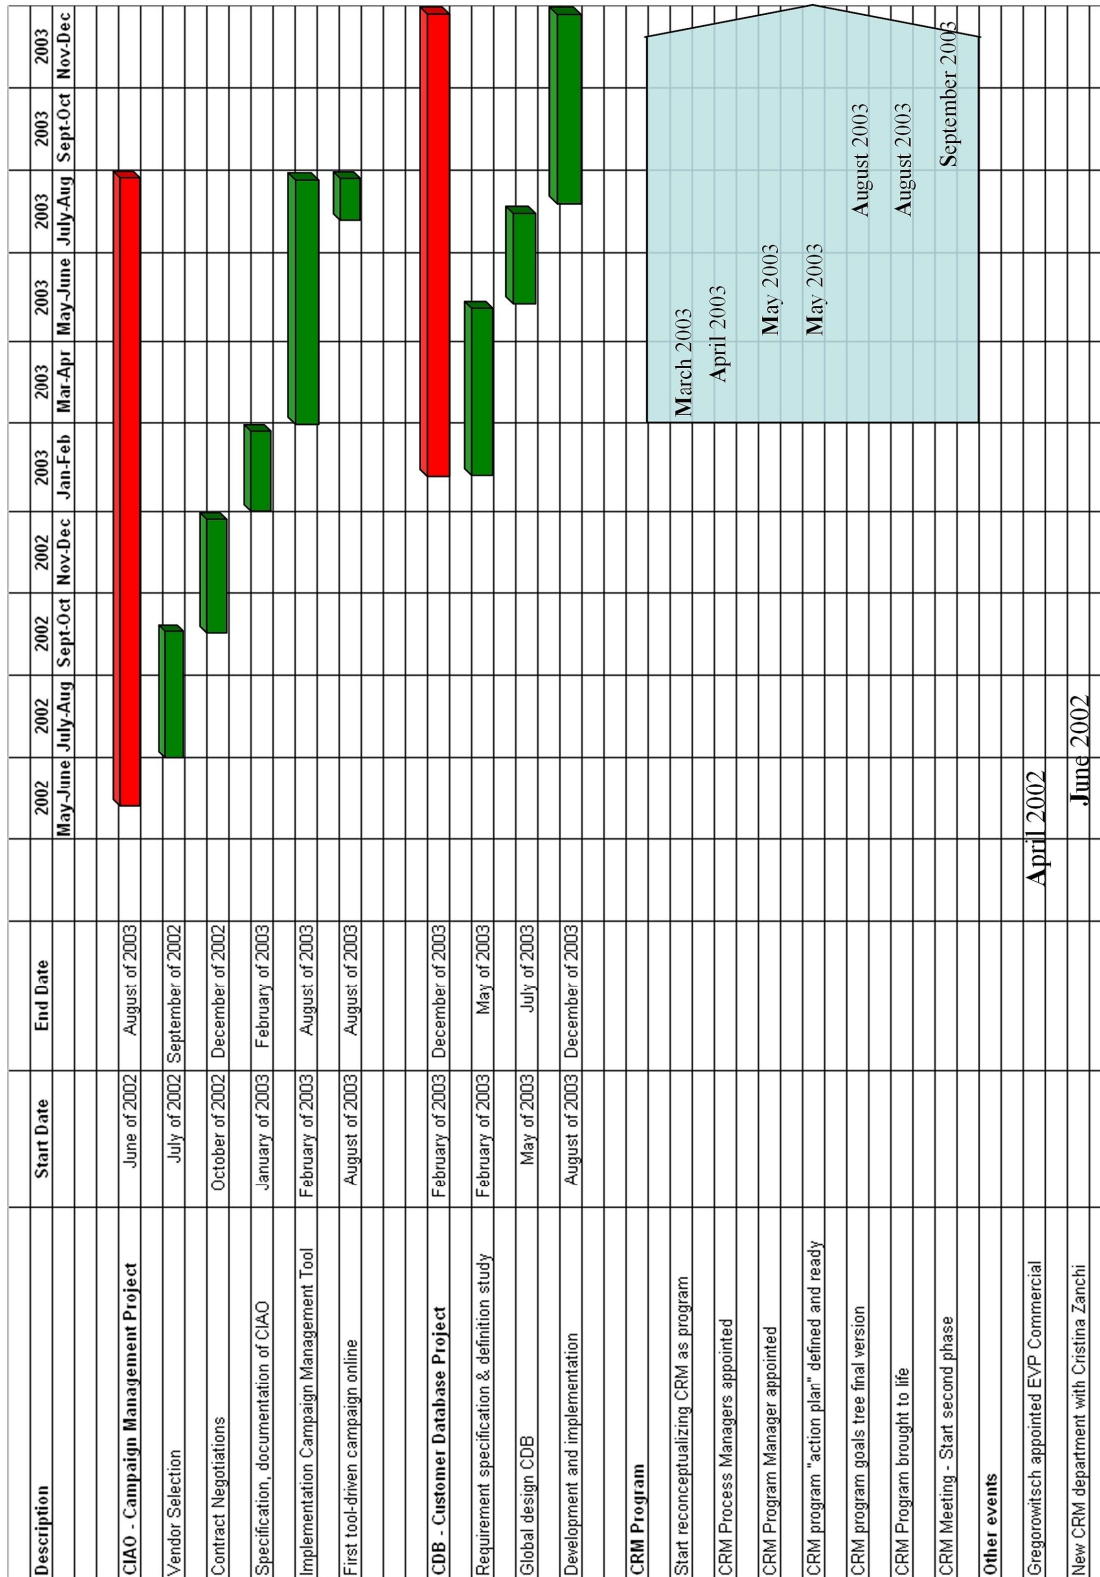 Description Start Date End Date 2002 2002 2002 2002 2003 2003 2003 2003 2003 2003
May-June July-Aug Sept-Oct Nov-Dec Jan-Feb Mar-Apr May-June July-Aug Sept-Oct Nov-Dec
CIAO - Campaign Management Project June of 2002 August of 2003
Vendor Selection July of 2002 September of 2002
Contract Negotiations October of 2002 December of 2002
Specification, documentation of CIAO January of 2003 February of 2003
Implementation Campaign Management Tool February of 2003 August of 2003
First tool-driven campaign online August of 2003 August of 2003
CDB - Customer Database Project February of 2003 December of 2003
Requirement specification & definition study February of 2003 May of 2003
Global design CDB May of 2003 July of 2003
Development and implementation August of 2003 December of 2003
CRM Program
Start reconceptualizing CRM as program March 2003
CRM Process Managers appointed April 2003
CRM Program Manager appointed May 2003
CRM program "action plan" defined and ready May 2003
CRM program goals tree final version August 2003
CRM Program brought to life August 2003
CRM Meeting - Start second phase September 2003
Other events
Gregorowitsch appointed EVP Commercial April 2002
New CRM department with Cristina Zanchi June 2002